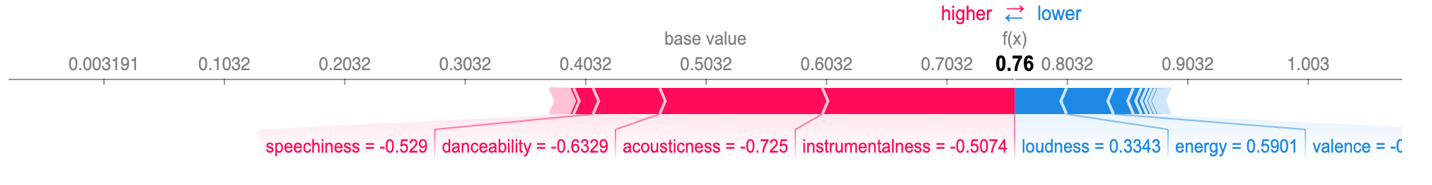 higher ⇄ lower
base value f(x)
0.003191 0.1032 0.2032 0.3032 0.4032 0.5032 0.6032 0.7032 0.76 0.8032 0.9032 1.003
speechiness = -0.529 danceability = -0.6329 acousticness = -0.725 instrumentalness = -0.5074 loudness = 0.3343 energy = 0.5901 valence = -0